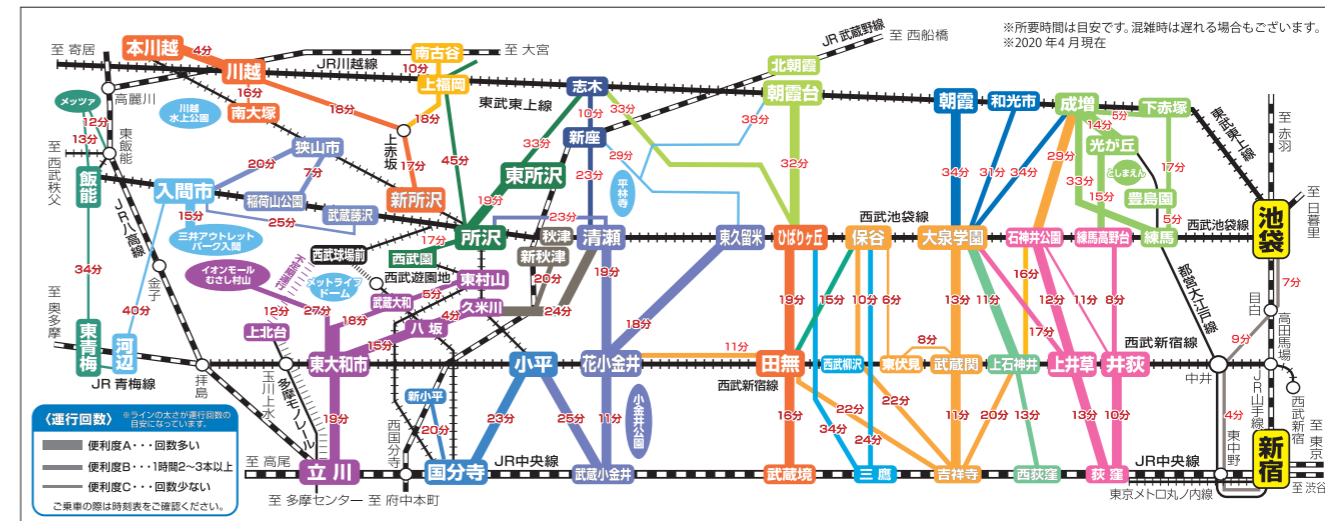 ※所要時間は目安です。混雑時は遅れる場合もございます。
※2020年4月現在
至 寄居
本川越
4分
川越
JR川越線
南古谷
至 大宮
10分
上福岡
JR武蔵野線
至 西船橋
北朝霞
高麗川
16分
南大塚
18分
18分
東武東上線
志木
33分
朝霞台
朝霞
和光市
成増
5分
下赤塚
東武東上線
至 赤羽
メッツァ
12分
13分
川越
水上公園
上赤坂
10分
新座
38分
14分
光が丘
としまえん
東飯能
至 西武秩父
狭山市
20分
7分
17分
45分
33分
29分
32分
34分
31分
34分
29分
33分
15分
17分
豊島園
飯能
入間市
稲荷山公園
新所沢
東所沢
23分
平林寺
15分
25分
武蔵藤沢
19分
23分
西武池袋線
5分
西武池袋線
池袋
至 日暮里
三井アウトレット
パーク入間
所沢
秋津
清瀬
東久留米
ひばりヶ丘
保谷
大泉学園
石神井公園
練馬高野台
練馬
西武球場前
17分
西武園
新秋津
イオンモール
むさし村山
不定期運行
メットライフ
ドーム
西武遊園地
東村山
20分
19分
都営大江戸線
JR八高線
34分
金子
40分
12分
27分
18分
武蔵大和
5分
久米川
4分
24分
18分
19分
15分
10分
6分
13分
11分
16分
12分
11分
8分
17分
7分
目白
至 奥多摩
上北台
八坂
15分
11分
8分
西武新宿線
9分
高田馬場
東青梅
河辺
東大和市
小平
花小金井
田無
西武柳沢
東伏見
武蔵関
上石神井
上井草
井荻
中井
JR青梅線
拝島
玉川上水
多摩モノレール
西武新宿線
新小平
小金井公園
JR山手線
西武新宿
〈運行回数〉
※ラインの太さが運行回数の
目安になっています。
便利度A・・・回数多い
便利度B・・・1時間2〜3本以上
便利度C・・・回数少ない
ご乗車の際は時刻表をご確認ください。
19分
西国分寺
20分
23分
25分
11分
6分
22分
34分
22分
24分
11分
20分
13分
13分
10分
4分
東中野
新宿
至 東京
至 渋谷
至 高尾
立川
国分寺
JR中央線
武蔵小金井
武蔵境
三鷹
吉祥寺
西荻窪
荻窪
JR中央線
東京メトロ丸ノ内線
至 多摩センター
至 府中本町